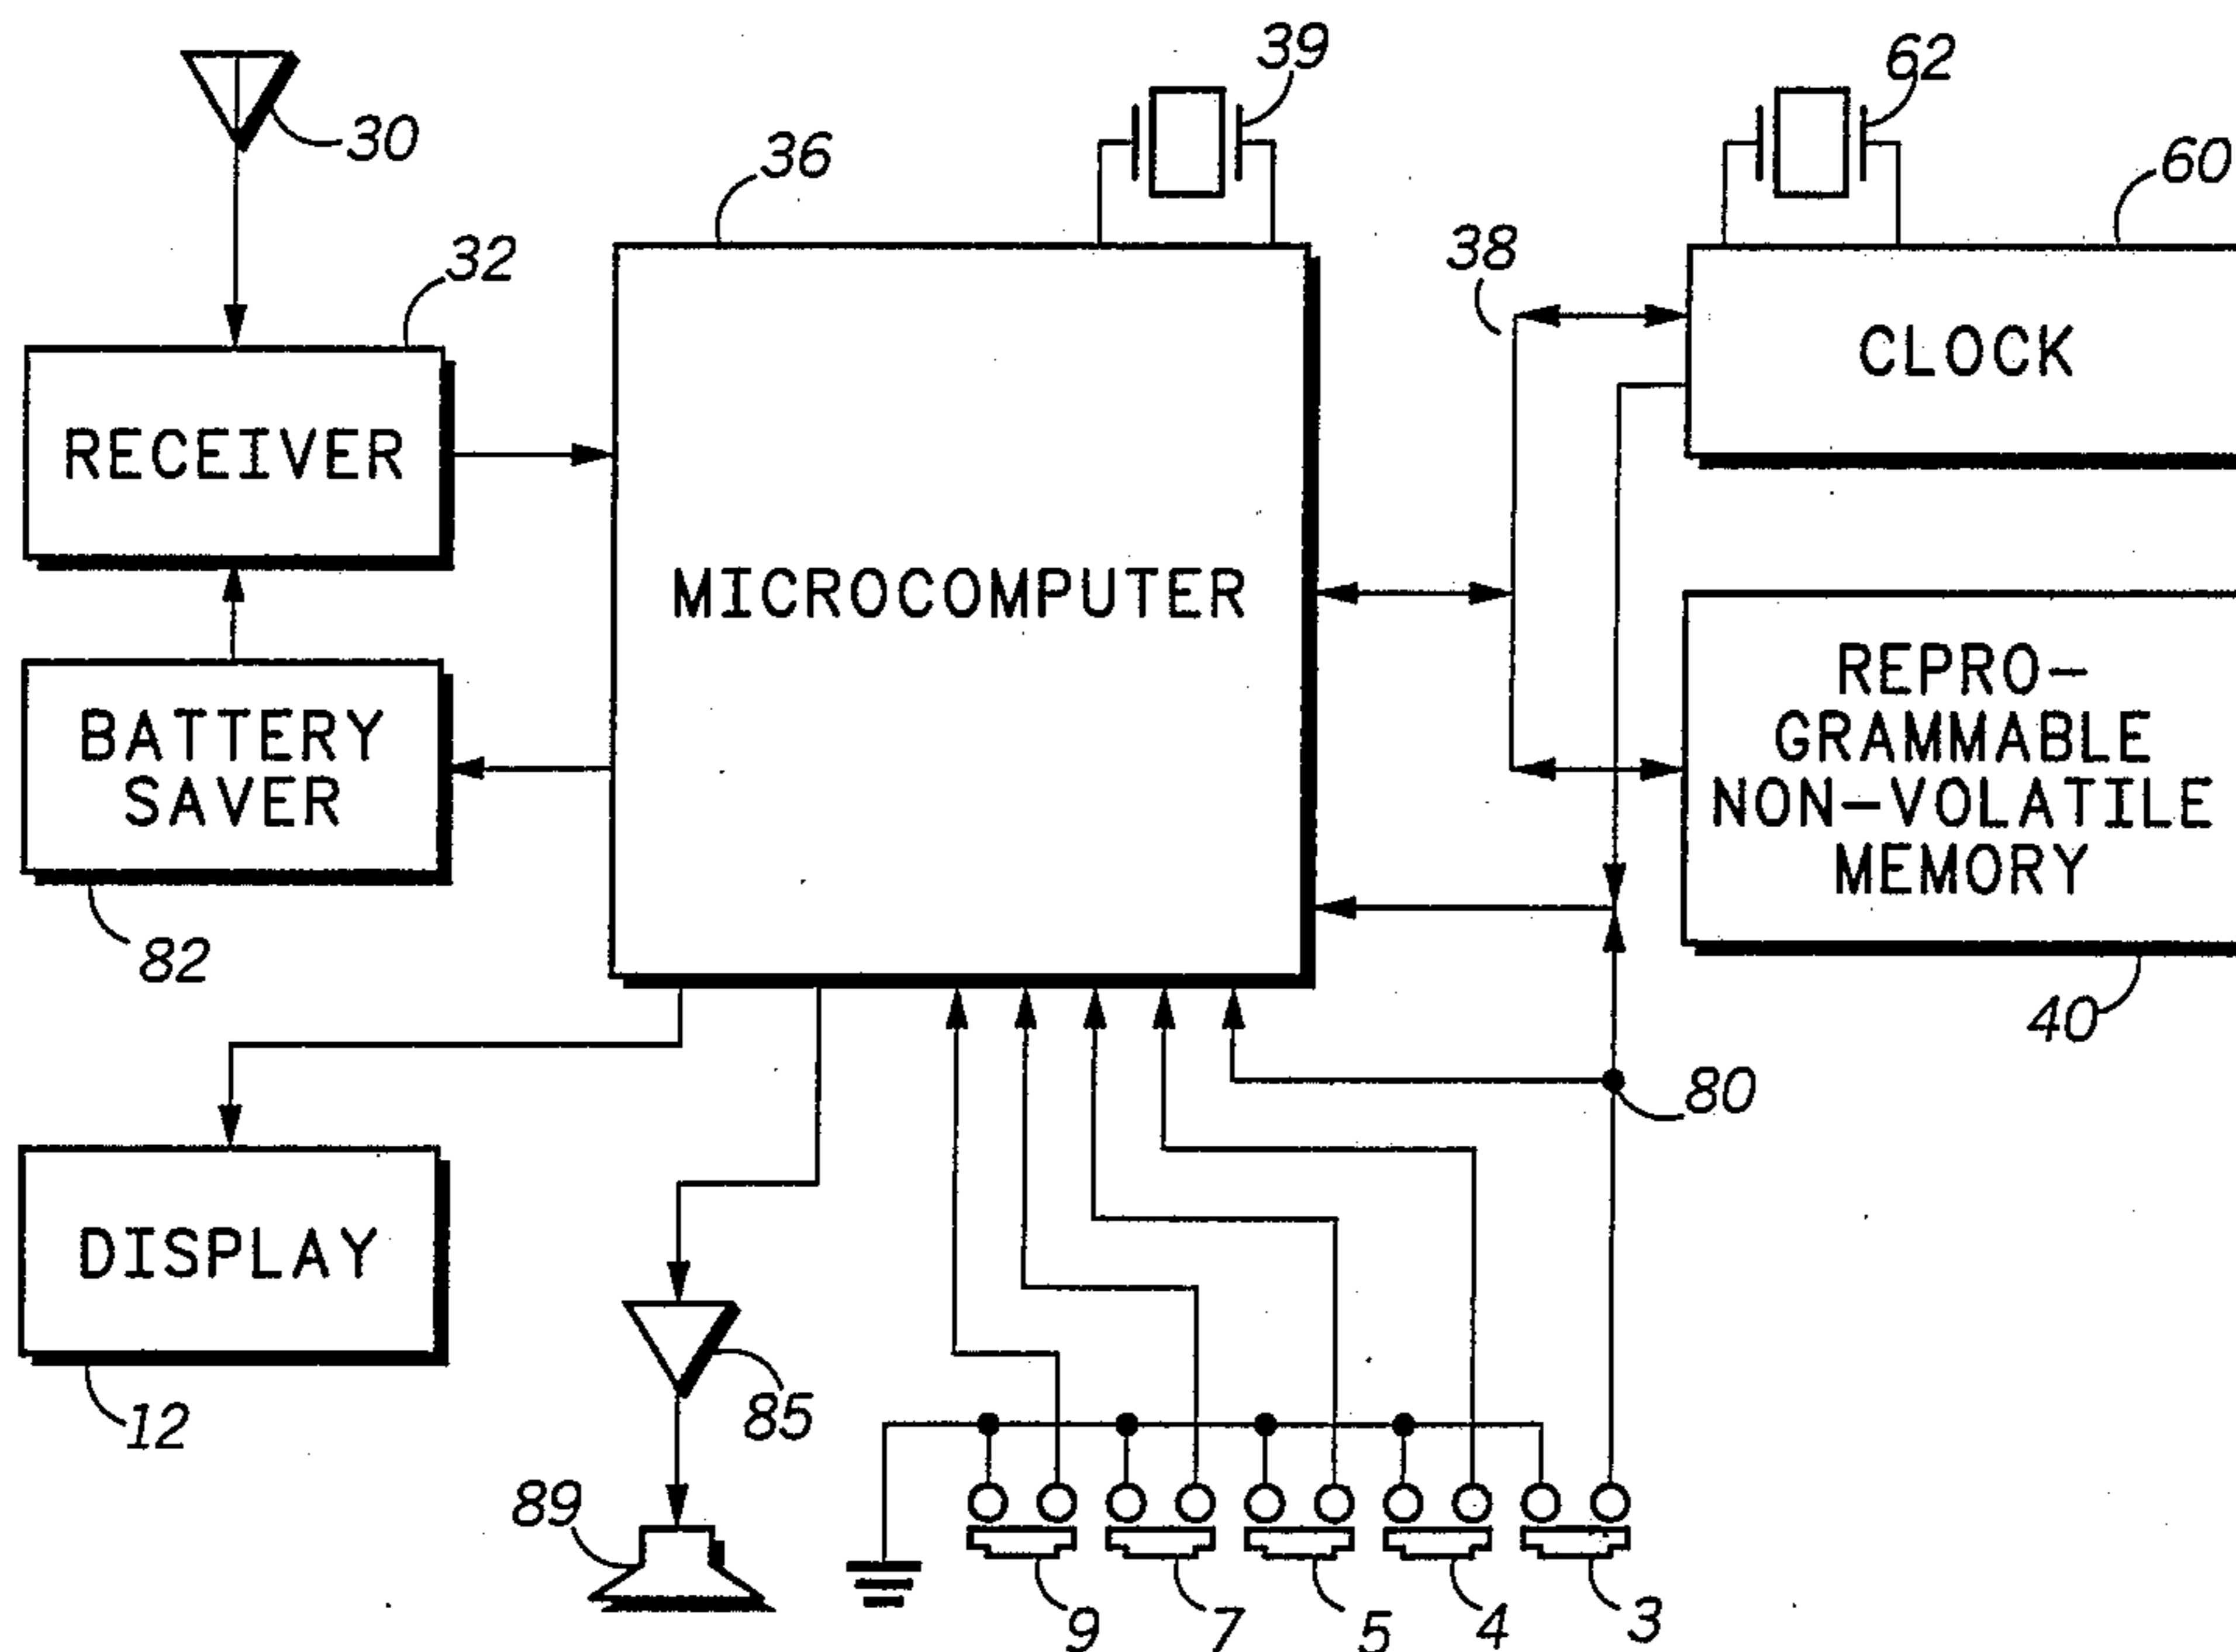 39
62
30
36
60
32
38
CLOCK
RECEIVER
MICROCOMPUTER
REPRO-
GRAMMABLE
NON-VOLATILE
MEMORY
BATTERY
SAVER
82
40
80
DISPLAY
12
85
89
9
7
5
4
3